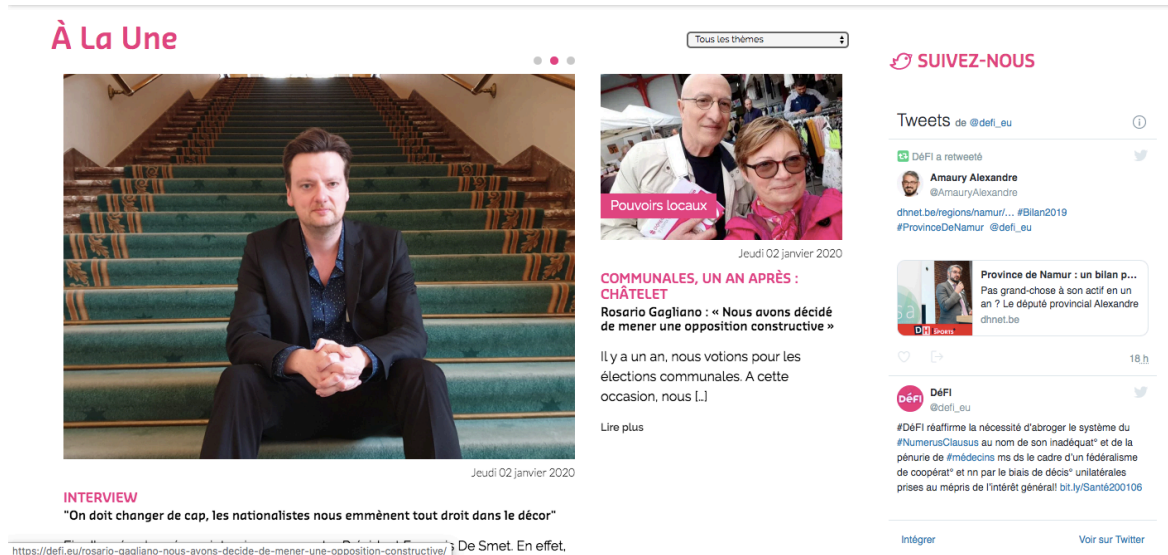 À La Une
Tous les thèmes
Jeudi 02 janvier 2020
INTERVIEW
"On doit changer de cap, les nationalistes nous emmènent tout droit dans le décor"
De Smet. En effet,
https://defi.eu/rosario-gagliano-nous-avons-decide-de-mener-une-opposition-constructive/
Pouvoirs locaux
Jeudi 02 janvier 2020
COMMUNALES, UN AN APRÈS :
CHÂTELET
Rosario Gagliano : « Nous avons décidé
de mener une opposition constructive »
Il y a un an, nous votions pour les
élections communales. A cette
occasion, nous [...]
Lire plus
SUIVEZ-NOUS
Tweets de @defi_eu
DéFI a retweeté
Amaury Alexandre
@AmauryAlexandre
dhnet.be/regions/namur/… #Bilan2019
#ProvinceDeNamur @defi_eu
Province de Namur : un bilan p...
Pas grand-chose à son actif en un
an ? Le député provincial Alexandre
dhnet.be
DH SPORTS
18 h
DéFI
DéFI
@defi_eu
#DéFI réaffirme la nécessité d'abroger le système du
#NumerusClausus au nom de son inadéquat° et de la
pénurie de #médecins ms ds le cadre d'un fédéralisme
de coopérat° et nn par le biais de décis° unilatérales
prises au mépris de l'intérêt général! bit.ly/Santé200106
Intégrer
Voir sur Twitter